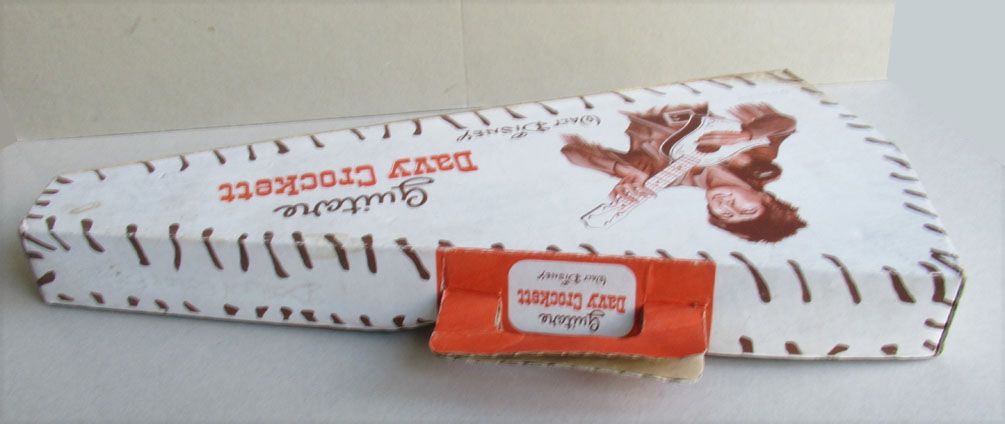 Guitare
Davy Crockett
Walt Disney
Guitare
Davy Crockett
Walt Disney